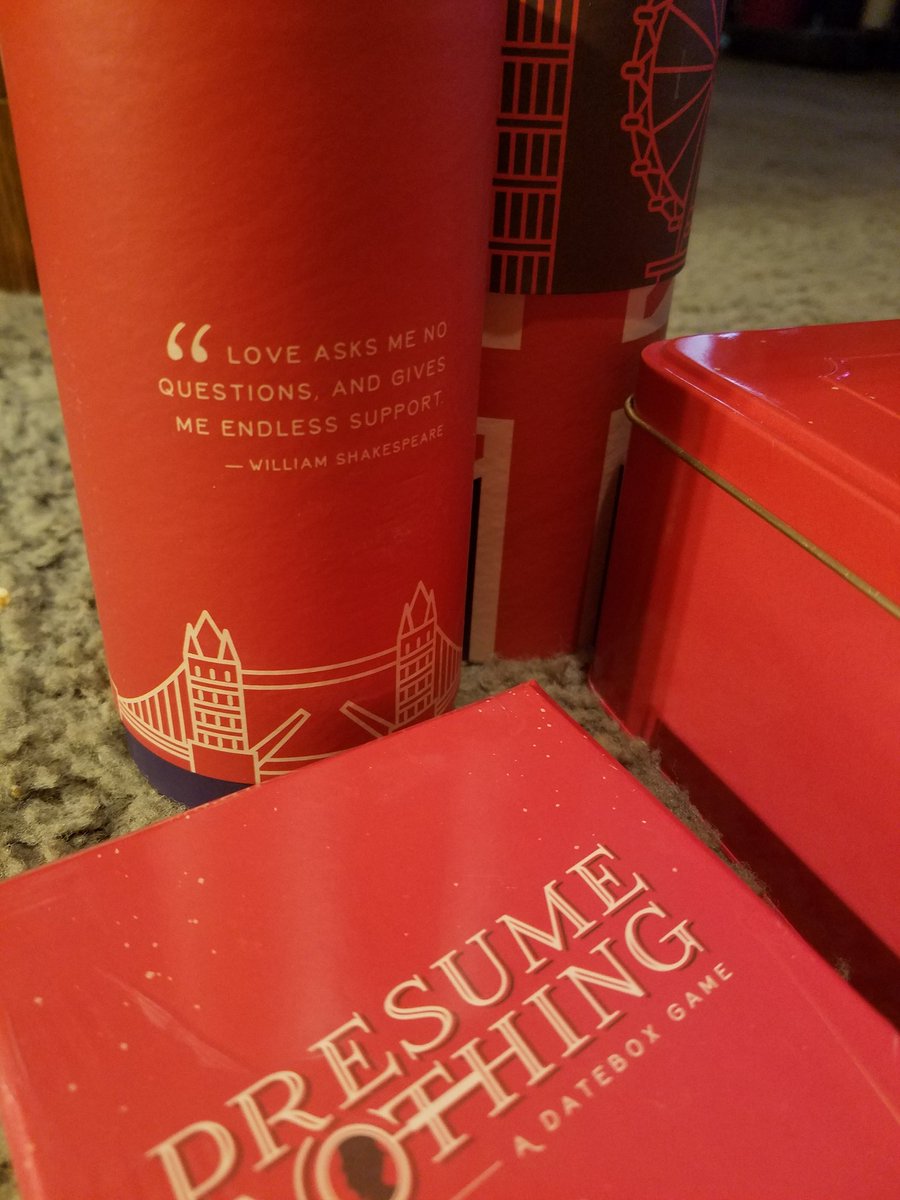 “ LOVE ASKS ME NO
QUESTIONS, AND GIVES
ME ENDLESS SUPPORT.
— WILLIAM SHAKESPEARE
PRESUME
NOTHING
— A DATEBOX GAME